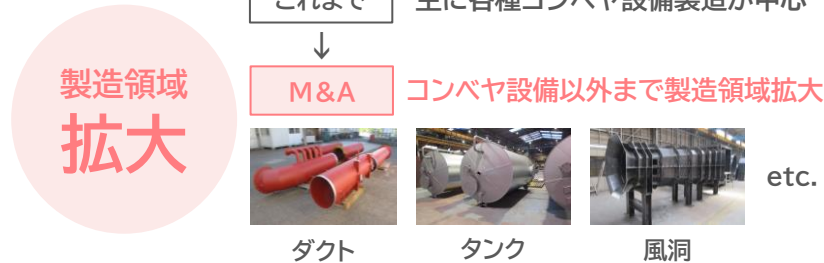 これまで
主に各種コンベヤ設備製造が中心
↓
製造領域
拡大
M&A
コンベヤ設備以外まで製造領域拡大
etc.
ダクト
タンク
風洞